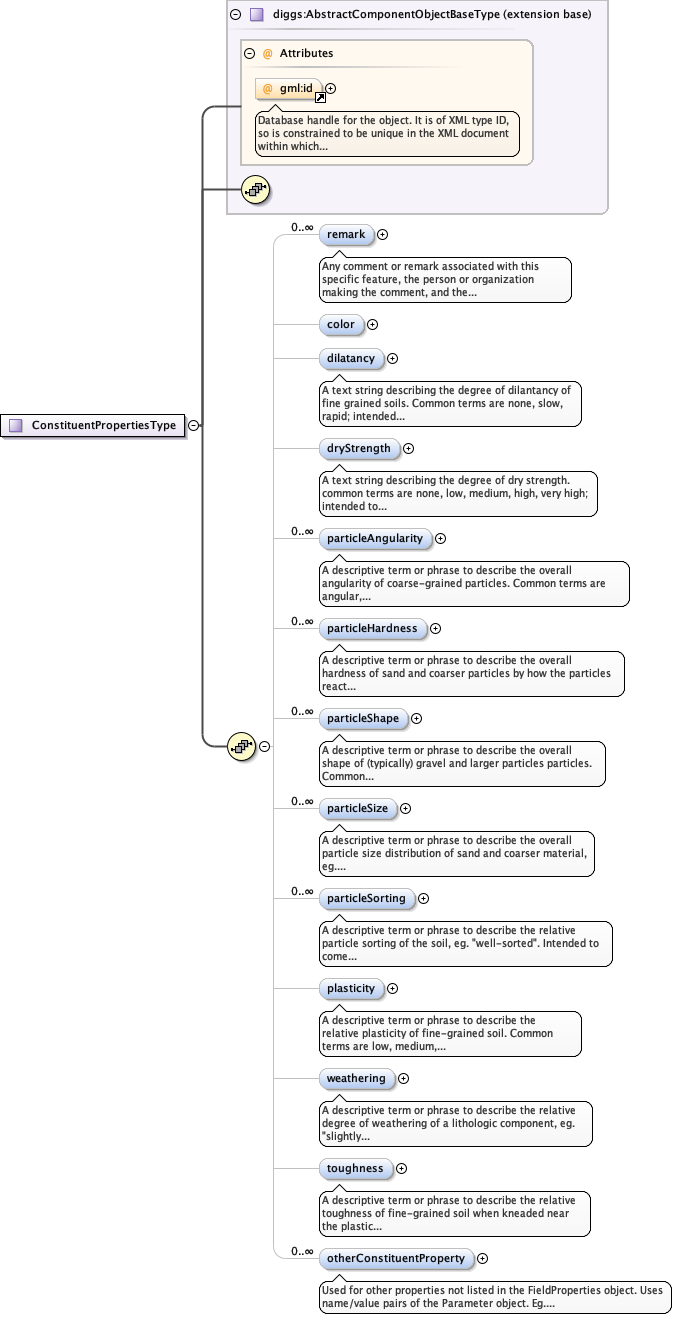 diggs:AbstractComponentObjectBaseType (extension base)
@ Attributes
@ gml:id
Database handle for the object. It is of XML type ID,
so is constrained to be unique in the XML document
within which...
0..∞
remark
Any comment or remark associated with this
specific feature, the person or organization
making the comment, and the...
color
dilatancy
A text string describing the degree of dilantancy of
fine grained soils. Common terms are none, slow,
rapid; intended...
ConstituentPropertiesType
dryStrength
A text string describing the degree of dry strength.
common terms are none, low, medium, high, very high;
intended to...
0..∞
particleAngularity
A descriptive term or phrase to describe the overall
angularity of coarse-grained particles. Common terms are
angular,...
0..∞
particleHardness
A descriptive term or phrase to describe the overall
hardness of sand and coarser particles by how the particles
react...
0..∞
particleShape
A descriptive term or phrase to describe the overall
shape of (typically) gravel and larger particles particles.
Common...
0..∞
particleSize
A descriptive term or phrase to describe the overall
particle size distribution of sand and coarser material,
eg....
0..∞
particleSorting
A descriptive term or phrase to describe the relative
particle sorting of the soil, eg. "well-sorted". Intended to
come...
plasticity
A descriptive term or phrase to describe the
relative plasticity of fine-grained soil. Common
terms are low, medium,...
weathering
A descriptive term or phrase to describe the relative
degree of weathering of a lithologic component, eg.
"slightly...
toughness
A descriptive term or phrase to describe the relative
toughness of fine-grained soil when kneaded near
the plastic...
0..∞
otherConstituentProperty
Used for other properties not listed in the FieldProperties object. Uses
name/value pairs of the Parameter object. Eg....